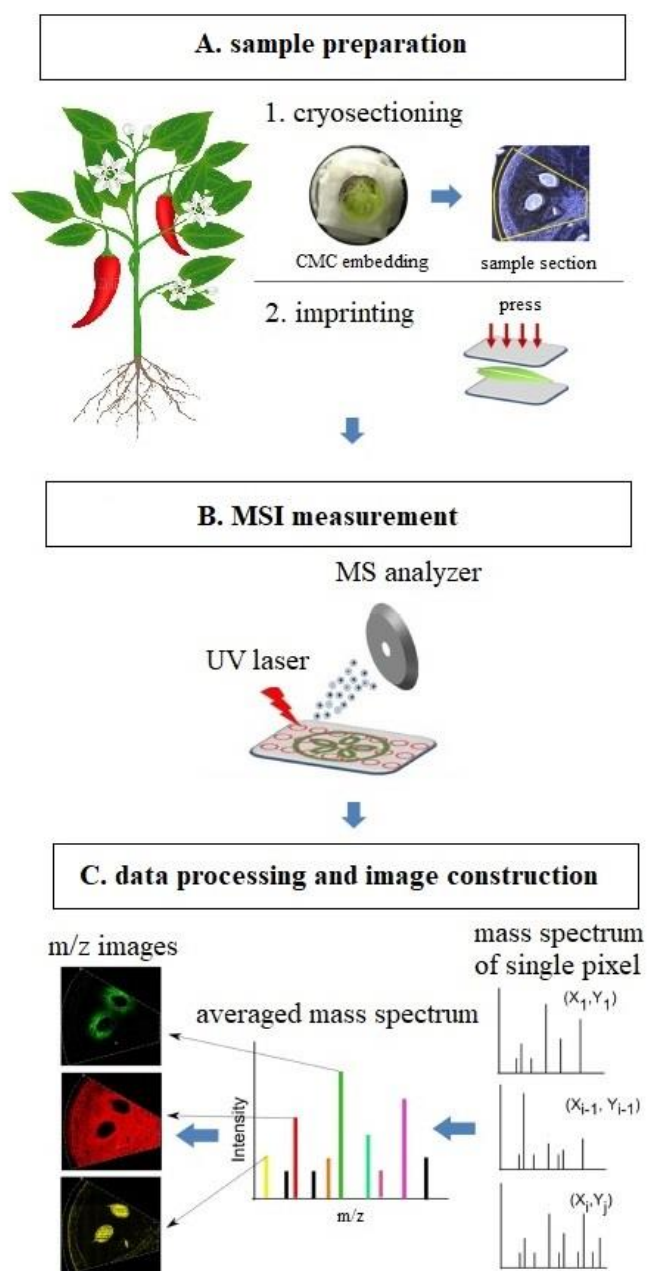 A. sample preparation
1. cryosectioning
CMC embedding
sample section
2. imprinting
press
B. MSI measurement
MS analyzer
UV laser
C. data processing and image construction
m/z images
averaged mass spectrum
mass spectrum
of single pixel
(X₁,Y₁)
(Xᵢ₋₁, Yᵢ₋₁)
(Xᵢ,Yⱼ)
Intensity
m/z